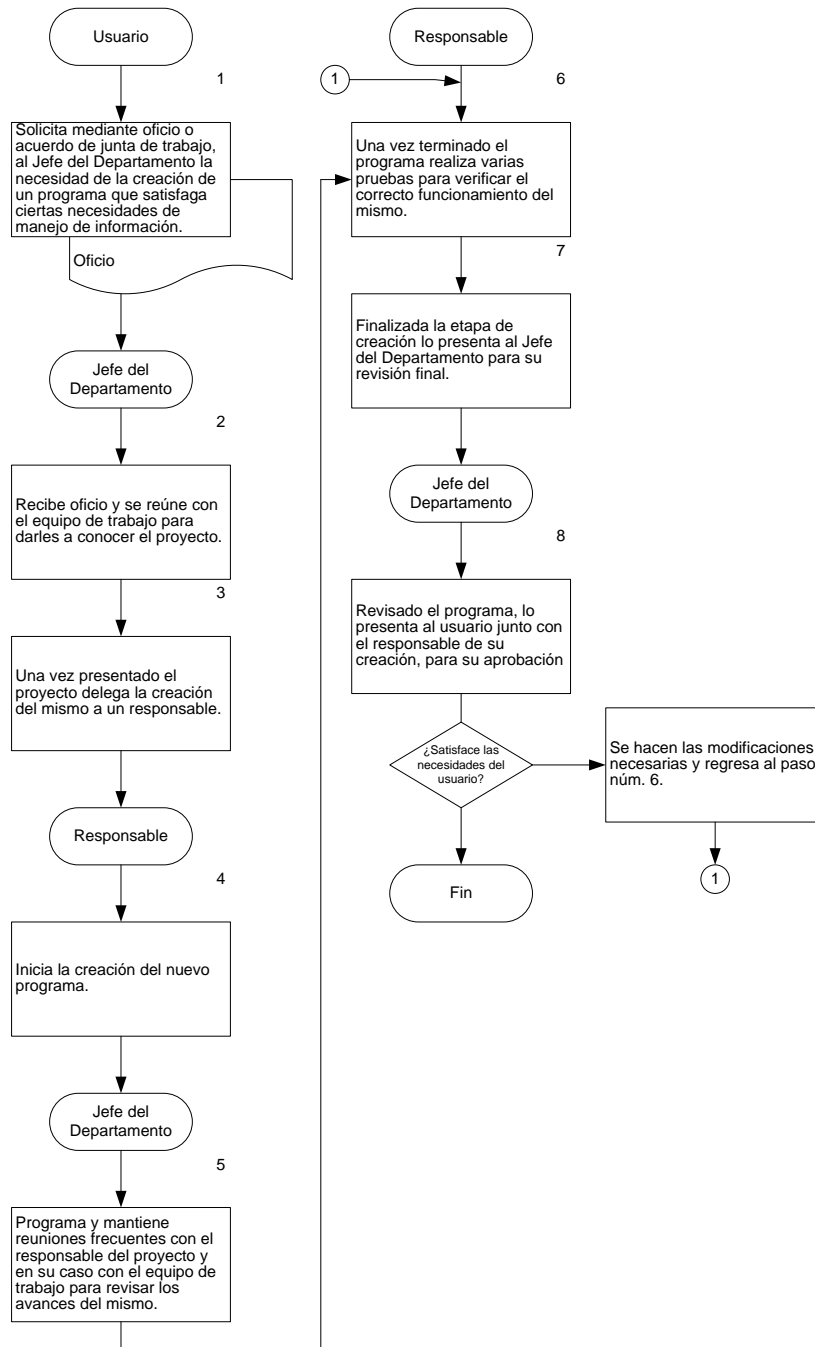 Usuario
1
Solicita mediante oficio o
acuerdo de junta de trabajo,
al Jefe del Departamento la
necesidad de la creación de
un programa que satisfaga
ciertas necesidades de
manejo de información.
Oficio
Jefe del
Departamento
2
Recibe oficio y se reúne con
el equipo de trabajo para
darles a conocer el proyecto.
3
Una vez presentado el
proyecto delega la creación
del mismo a un responsable.
Responsable
4
Inicia la creación del nuevo
programa.
Jefe del
Departamento
5
Programa y mantiene
reuniones frecuentes con el
responsable del proyecto y
en su caso con el equipo de
trabajo para revisar los
avances del mismo.
Responsable
1
6
Una vez terminado el
programa realiza varias
pruebas para verificar el
correcto funcionamiento del
mismo.
7
Finalizada la etapa de
creación lo presenta al Jefe
del Departamento para su
revisión final.
Jefe del
Departamento
8
Revisado el programa, lo
presenta al usuario junto con
el responsable de su
creación, para su aprobación
¿Satisface las
necesidades del
usuario?
Se hacen las modificaciones
necesarias y regresa al paso
núm. 6.
Fin
1